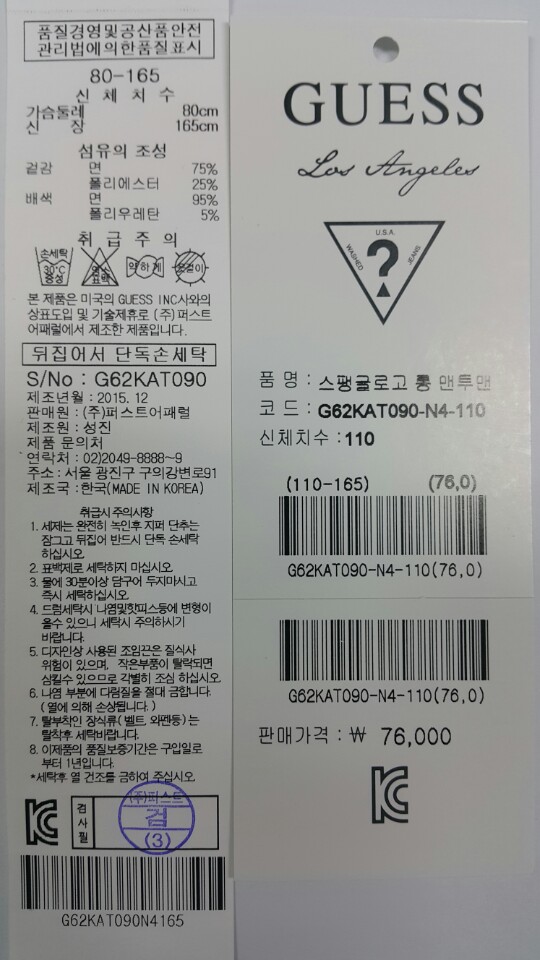 품질경영및공산품안전
관리법에의한품질표시
80-165
신 체 치 수
가슴둘레 80cm
신 장 165cm
섬유의 조성
겉감 면 75%
폴리에스터 25%
배색 면 95%
폴리우레탄 5%
취 급 주 의
손세탁
30°C
중성
염소
표백
약하게
옷걸이
본 제품은 미국의 GUESS INC사와의
상표도입 및 기술제휴로 (주)퍼스트
어패럴에서 제조한 제품입니다.
뒤집어서 단독손세탁
S/No : G62KAT090
제조년월 : 2015. 12
판매원 : (주)퍼스트어패럴
제조원 : 성진
제품 문의처
연락처 : 02)2049-8888~9
주소 : 서울 광진구 구의강변로91
제조국 : 한국(MADE IN KOREA)
취급시 주의사항
1. 세제는 완전히 녹인후 지퍼 단추는
잠그고 뒤집어 반드시 단독 손세탁
하십시오.
2. 표백제로 세탁하지 마십시오.
3. 물에 30분이상 담구어 두지마시고
즉시 세탁하십시오.
4. 드럼세탁시 나염및핫피스등에 변형이
올수 있으니 세탁시 주의하시기
바랍니다.
5. 디자인상 사용된 조임끈은 질식사
위험이 있으며, 작은부품이 탈락되면
삼킬수 있으므로 각별히 조심 하십시오.
6. 나염 부분에 다림질을 절대 금합니다.
( 열에 의해 손상됩니다. )
7. 탈부착인 장식류( 벨트, 와펜등) 는
탈착후 세탁바랍니다.
8. 이제품의 품질보증기간은 구입일로
부터 1년입니다.
*세탁후 열 건조를 금하여 주십시오.
검사필
(주)퍼스트
검
(3)
G62KAT090N4165
GUESS
Los Angeles
U.S.A.
WASHED
?
JEANS
품 명 : 스팽글로고 롱 맨투맨
코 드 : G62KAT090-N4-110
신체치수 : 110
(110-165) (76,0)
G62KAT090-N4-110(76,0)
G62KAT090-N4-110(76,0)
판매가격 : ₩ 76,000